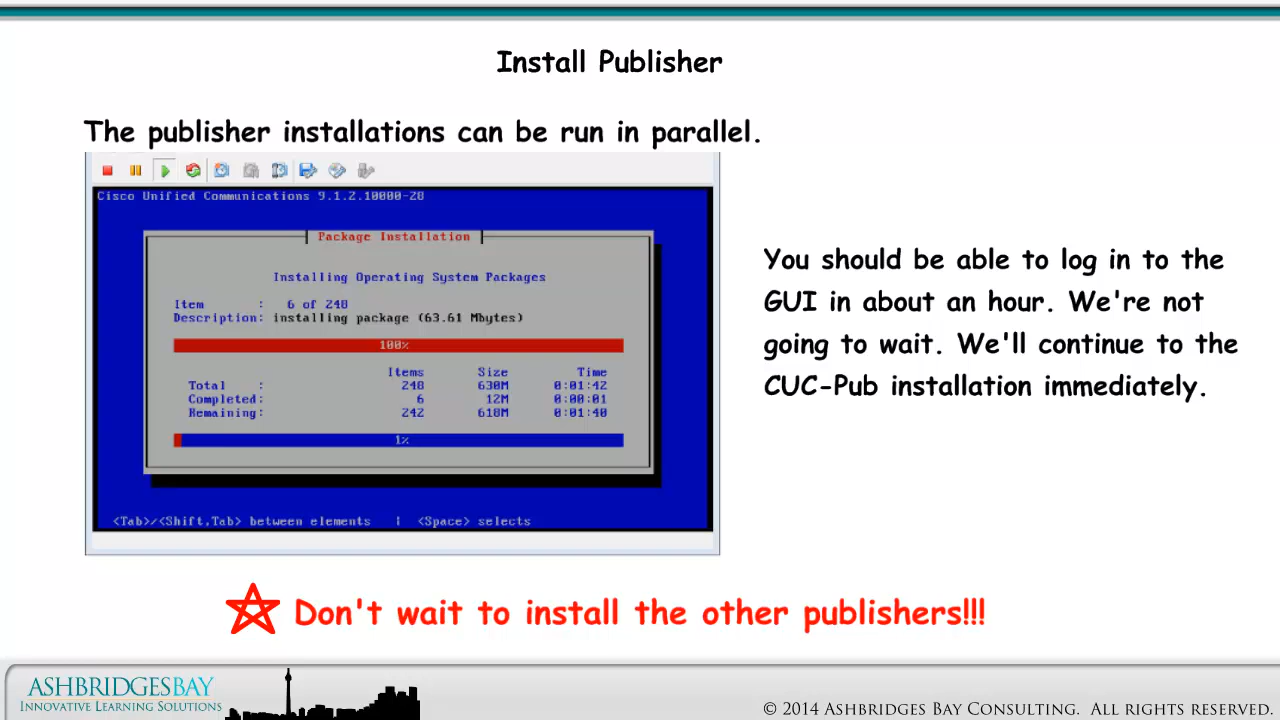 Install Publisher
The publisher installations can be run in parallel.
Cisco Unified Communications 9.1.2.10000-28
Package Installation
Installing Operating System Packages
Item : 6 of 248
Description: installing package (63.61 Mbytes)
100%
Items Size Time
Total : 248 630M 0:01:42
Completed: 6 12M 0:00:01
Remaining: 242 618M 0:01:40
1%
<Tab>/<Shift,Tab> between elements | <Space> selects
You should be able to log in to the
GUI in about an hour. We're not
going to wait. We'll continue to the
CUC-Pub installation immediately.
Don't wait to install the other publishers!!!
ASHBRIDGESBAY
INNOVATIVE LEARNING SOLUTIONS
© 2014 ASHBRIDGES BAY CONSULTING. ALL RIGHTS RESERVED.